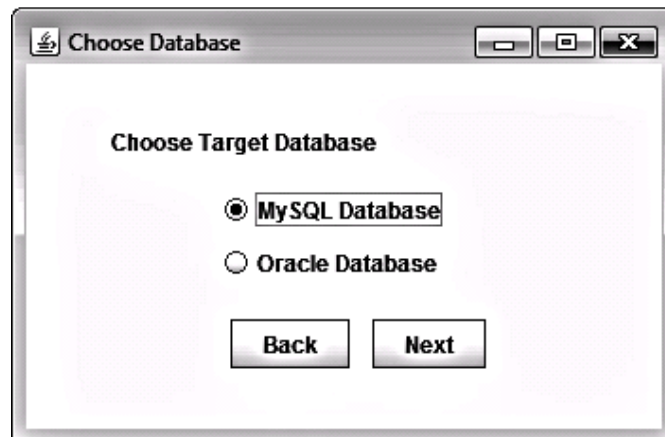 Choose Database
Choose Target Database
MySQL Database
Oracle Database
Back Next